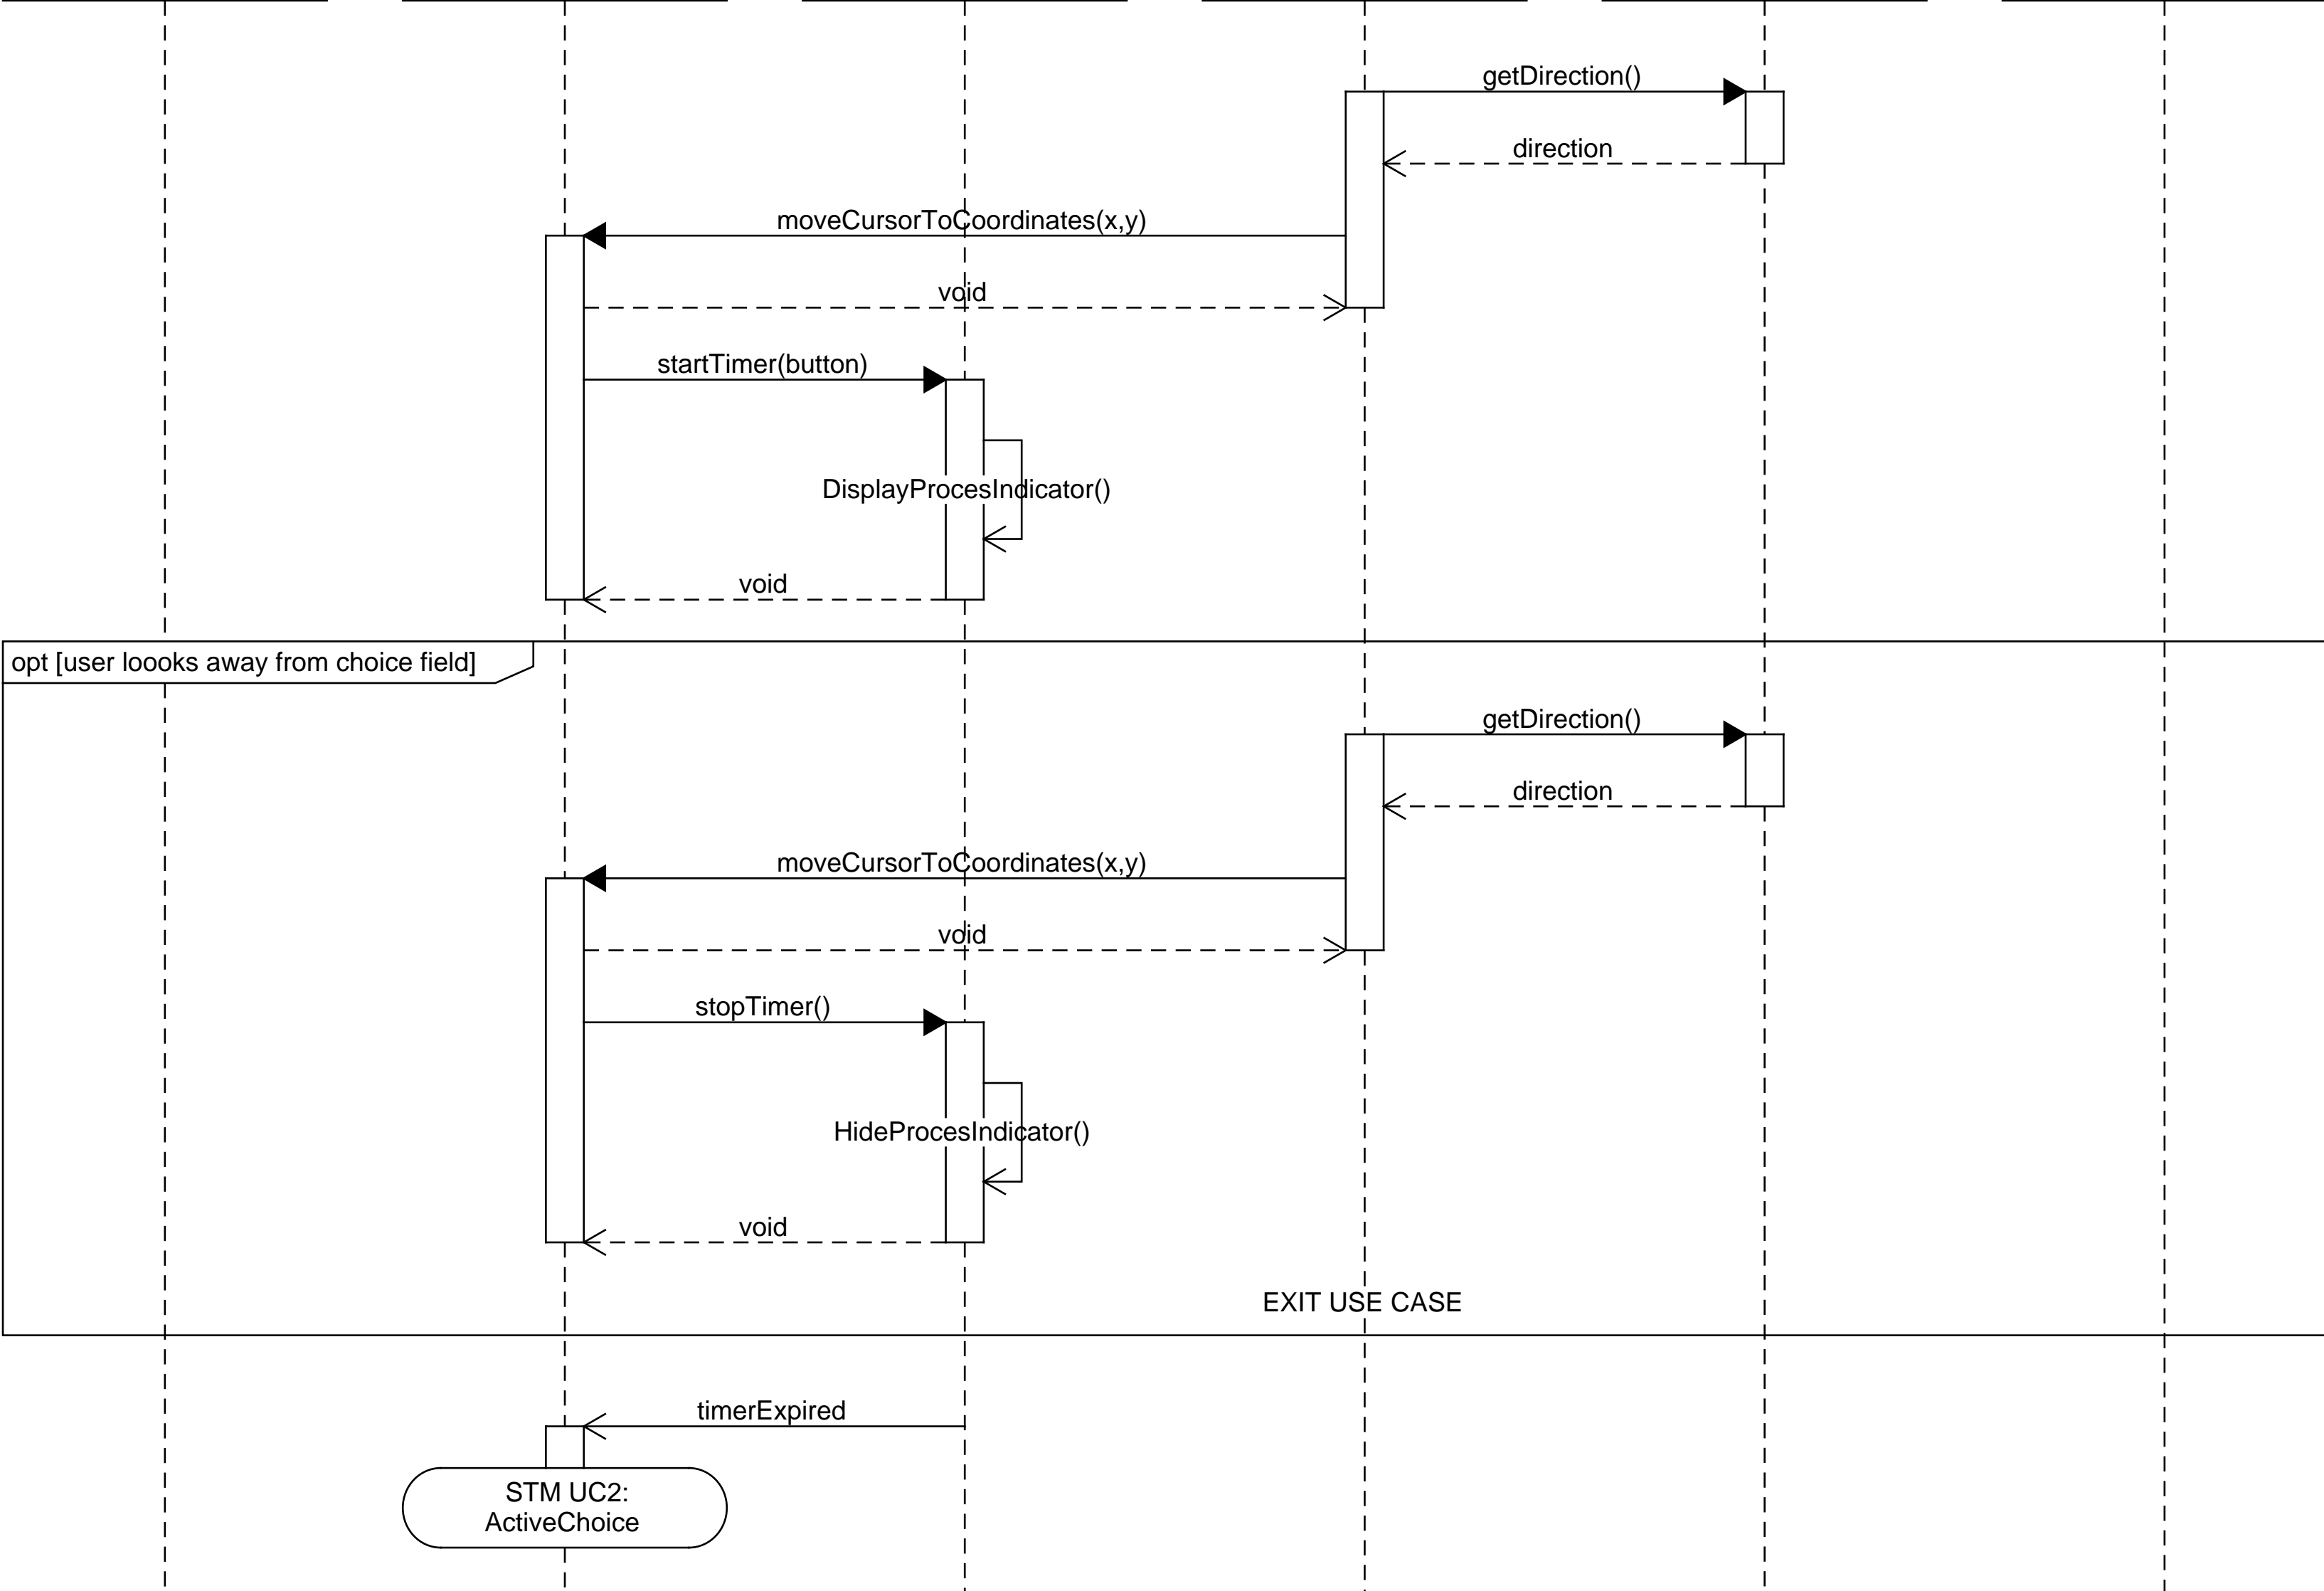 getDirection()
direction
moveCursorToCoordinates(x,y)
void
startTimer(button)
DisplayProcesIndicator()
void
opt [user loooks away from choice field]
getDirection()
direction
moveCursorToCoordinates(x,y)
void
stopTimer()
HideProcesIndicator()
void
EXIT USE CASE
timerExpired
STM UC2:
ActiveChoice